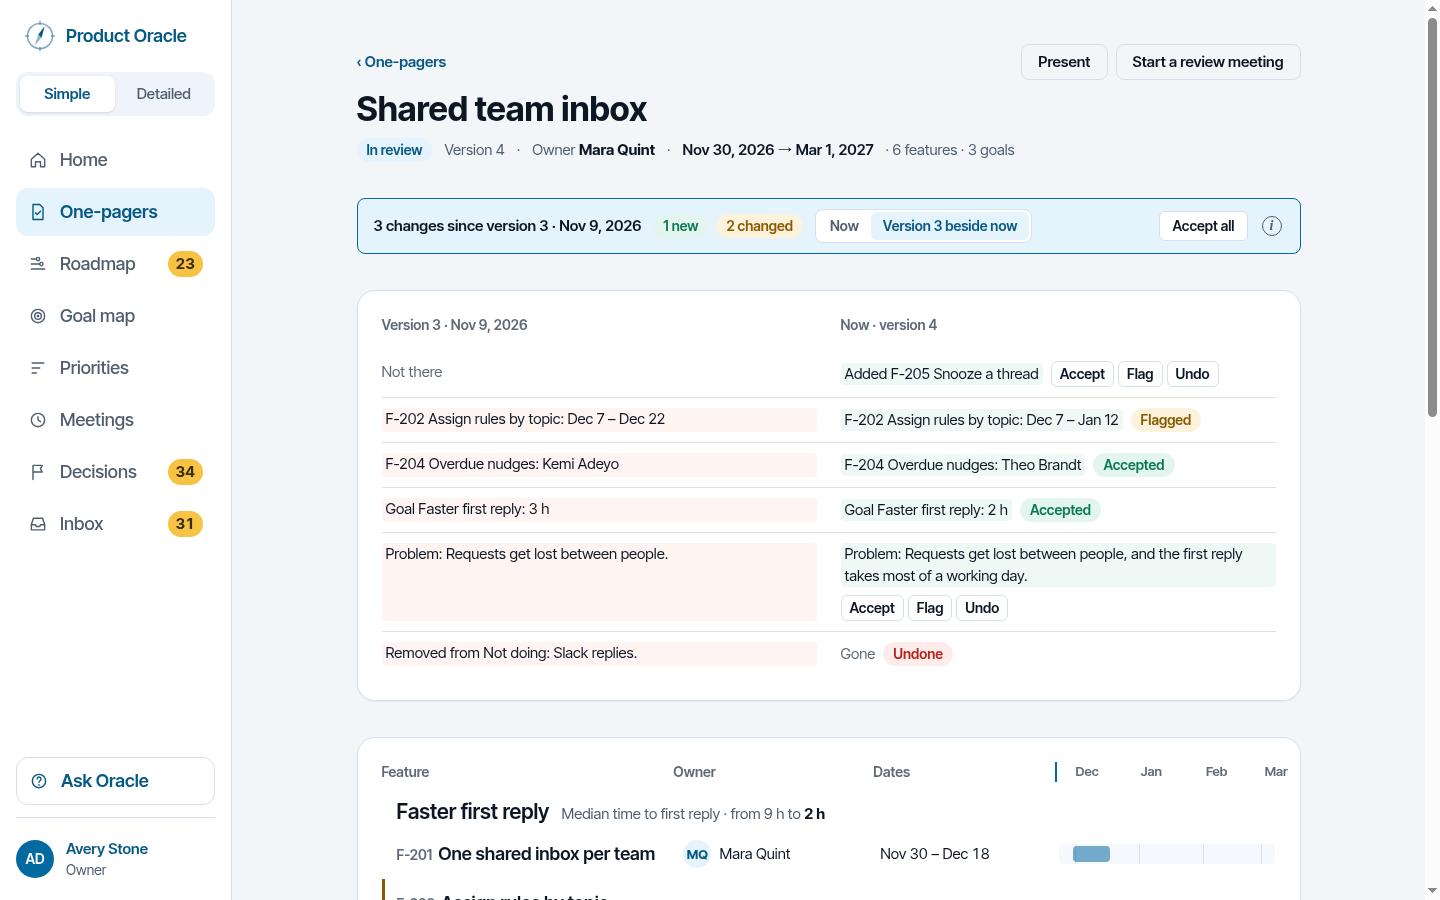 Product Oracle
Simple
Detailed
Home
One-pagers
Roadmap 23
Goal map
Priorities
Meetings
Decisions 34
Inbox 31
Ask Oracle
AD
Avery Stone
Owner
‹ One-pagers
Present
Start a review meeting
Shared team inbox
In review Version 4 · Owner Mara Quint · Nov 30, 2026 → Mar 1, 2027 · 6 features · 3 goals
3 changes since version 3 · Nov 9, 2026 1 new 2 changed Now Version 3 beside now Accept all i
Version 3 · Nov 9, 2026 Now · version 4
Not there Added F-205 Snooze a thread Accept Flag Undo
F-202 Assign rules by topic: Dec 7 – Dec 22 F-202 Assign rules by topic: Dec 7 – Jan 12 Flagged
F-204 Overdue nudges: Kemi Adeyo F-204 Overdue nudges: Theo Brandt Accepted
Goal Faster first reply: 3 h Goal Faster first reply: 2 h Accepted
Problem: Requests get lost between people. Problem: Requests get lost between people, and the first reply
takes most of a working day.
Accept Flag Undo
Removed from Not doing: Slack replies. Gone Undone
Feature Owner Dates Dec Jan Feb Mar
Faster first reply Median time to first reply · from 9 h to 2 h
F-201 One shared inbox per team MQ Mara Quint Nov 30 – Dec 18